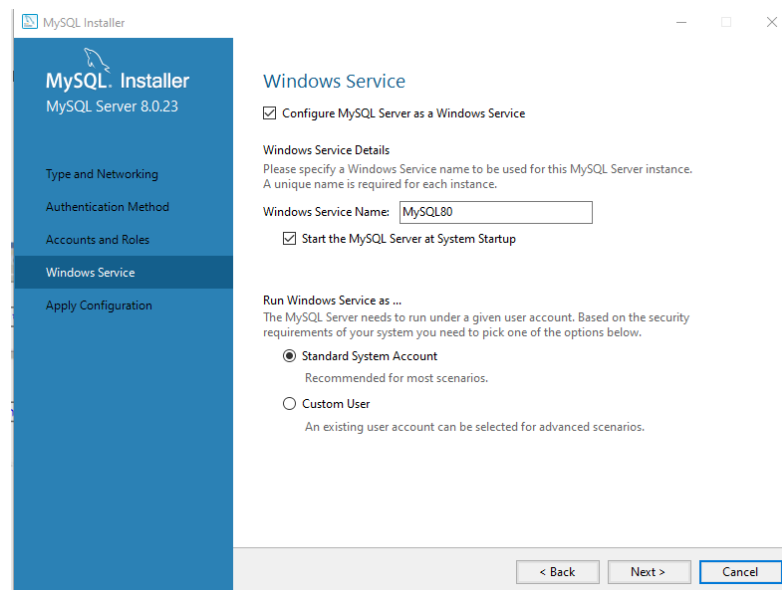 MySQL Installer
MySQL. Installer
MySQL Server 8.0.23
Type and Networking
Authentication Method
Accounts and Roles
Windows Service
Apply Configuration
Windows Service
Configure MySQL Server as a Windows Service
Windows Service Details
Please specify a Windows Service name to be used for this MySQL Server instance.
A unique name is required for each instance.
Windows Service Name: MySQL80
Start the MySQL Server at System Startup
Run Windows Service as ...
The MySQL Server needs to run under a given user account. Based on the security
requirements of your system you need to pick one of the options below.
Standard System Account
Recommended for most scenarios.
Custom User
An existing user account can be selected for advanced scenarios.
< Back Next > Cancel